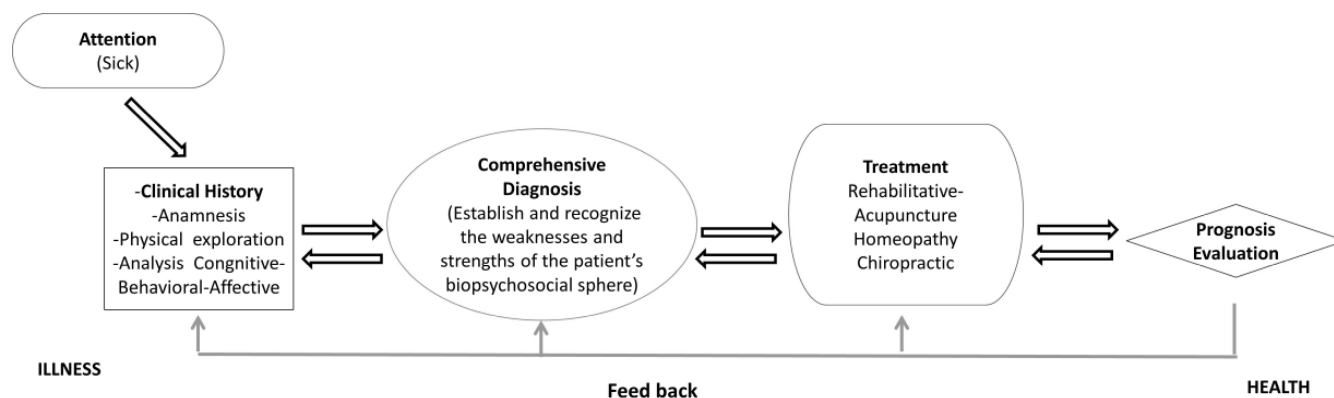 Attention
(Sick)
-Clinical History
-Anamnesis
-Physical exploration
-Analysis Congnitive-
Behavioral-Affective
Comprehensive
Diagnosis
(Establish and recognize
the weaknesses and
strengths of the patient's
biopsychosocial sphere)
Treatment
Rehabilitative-
Acupuncture
Homeopathy
Chiropractic
Prognosis
Evaluation
ILLNESS
Feed back
HEALTH